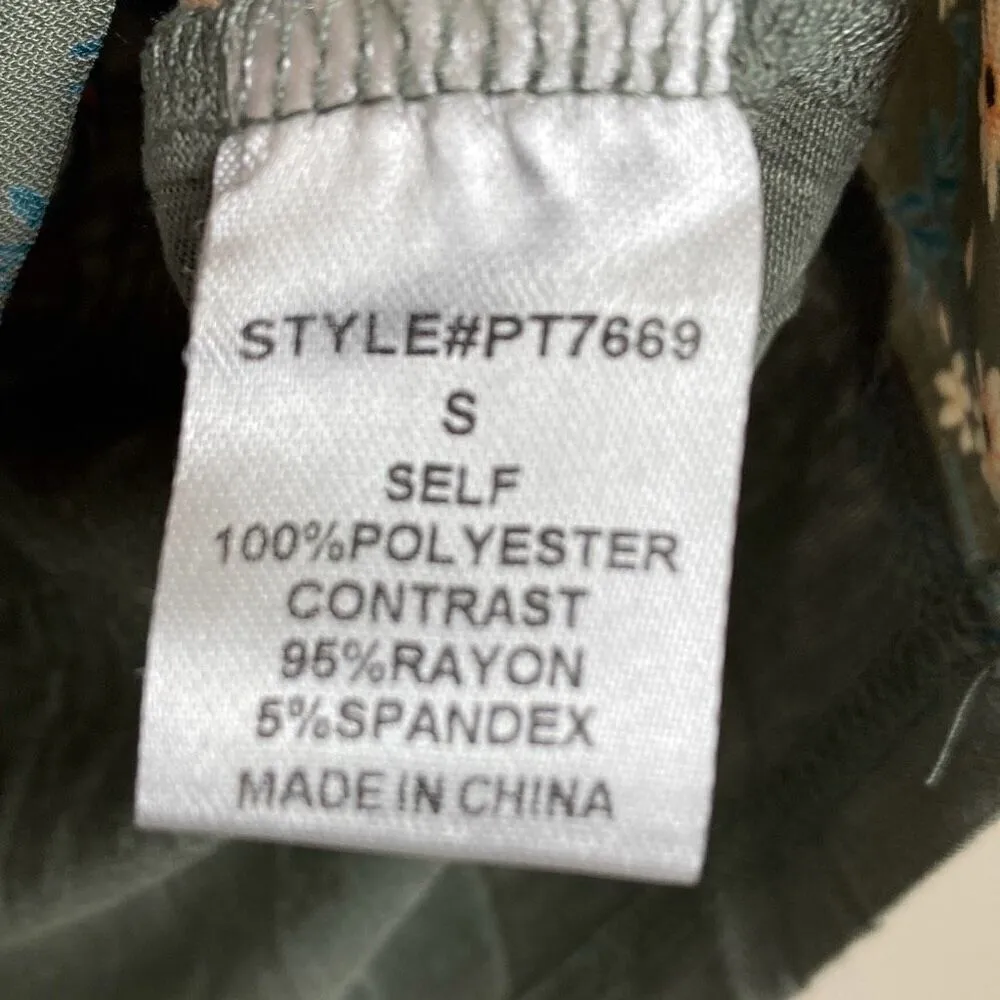 STYLE#PT7669
S
SELF
100%POLYESTER
CONTRAST
95%RAYON
5%SPANDEX
MADE IN CHINA